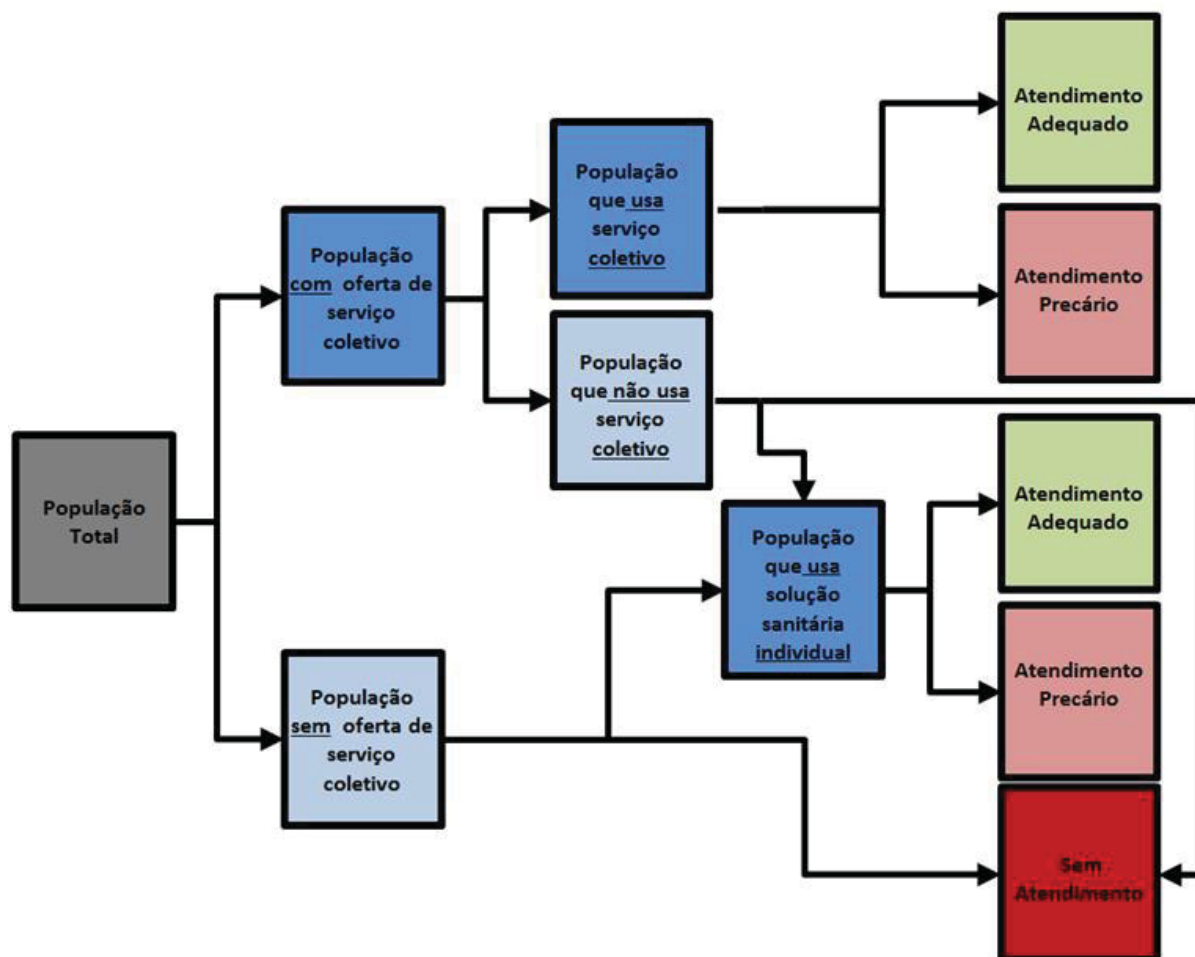 Atendimento
Adequado
População
que usa
serviço
coletivo
População
com oferta de
serviço
coletivo
Atendimento
Precário
População
que não usa
serviço
coletivo
População
Total
Atendimento
Adequado
População
que usa
solução
sanitária
individual
Atendimento
Precário
População
sem oferta de
serviço
coletivo
Sem
Atendimento